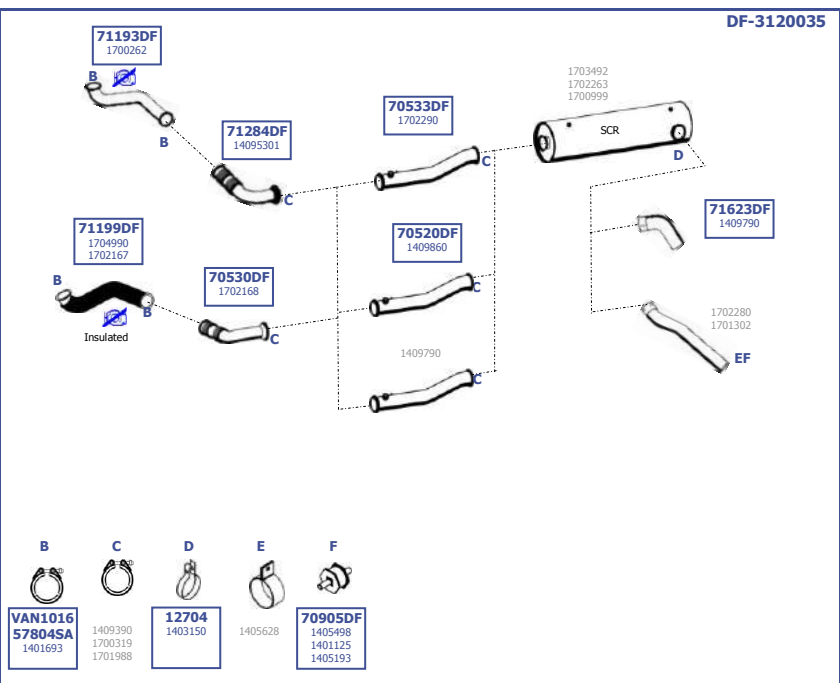 DF-3120035
71193DF
1700262
B
B
71284DF
14095301
C
70533DF
1702290
C
1703492
1702263
1700999
SCR
D
71199DF
1704990
1702167
B
B
Insulated
70530DF
1702168
C
70520DF
1409860
C
1409790
C
71623DF
1409790
1702280
1701302
EF
B
C
D
E
F
VAN1016
57804SA
1401693
1409390
1700319
1701988
12704
1403150
1405628
70905DF
1405498
1401125
1405193